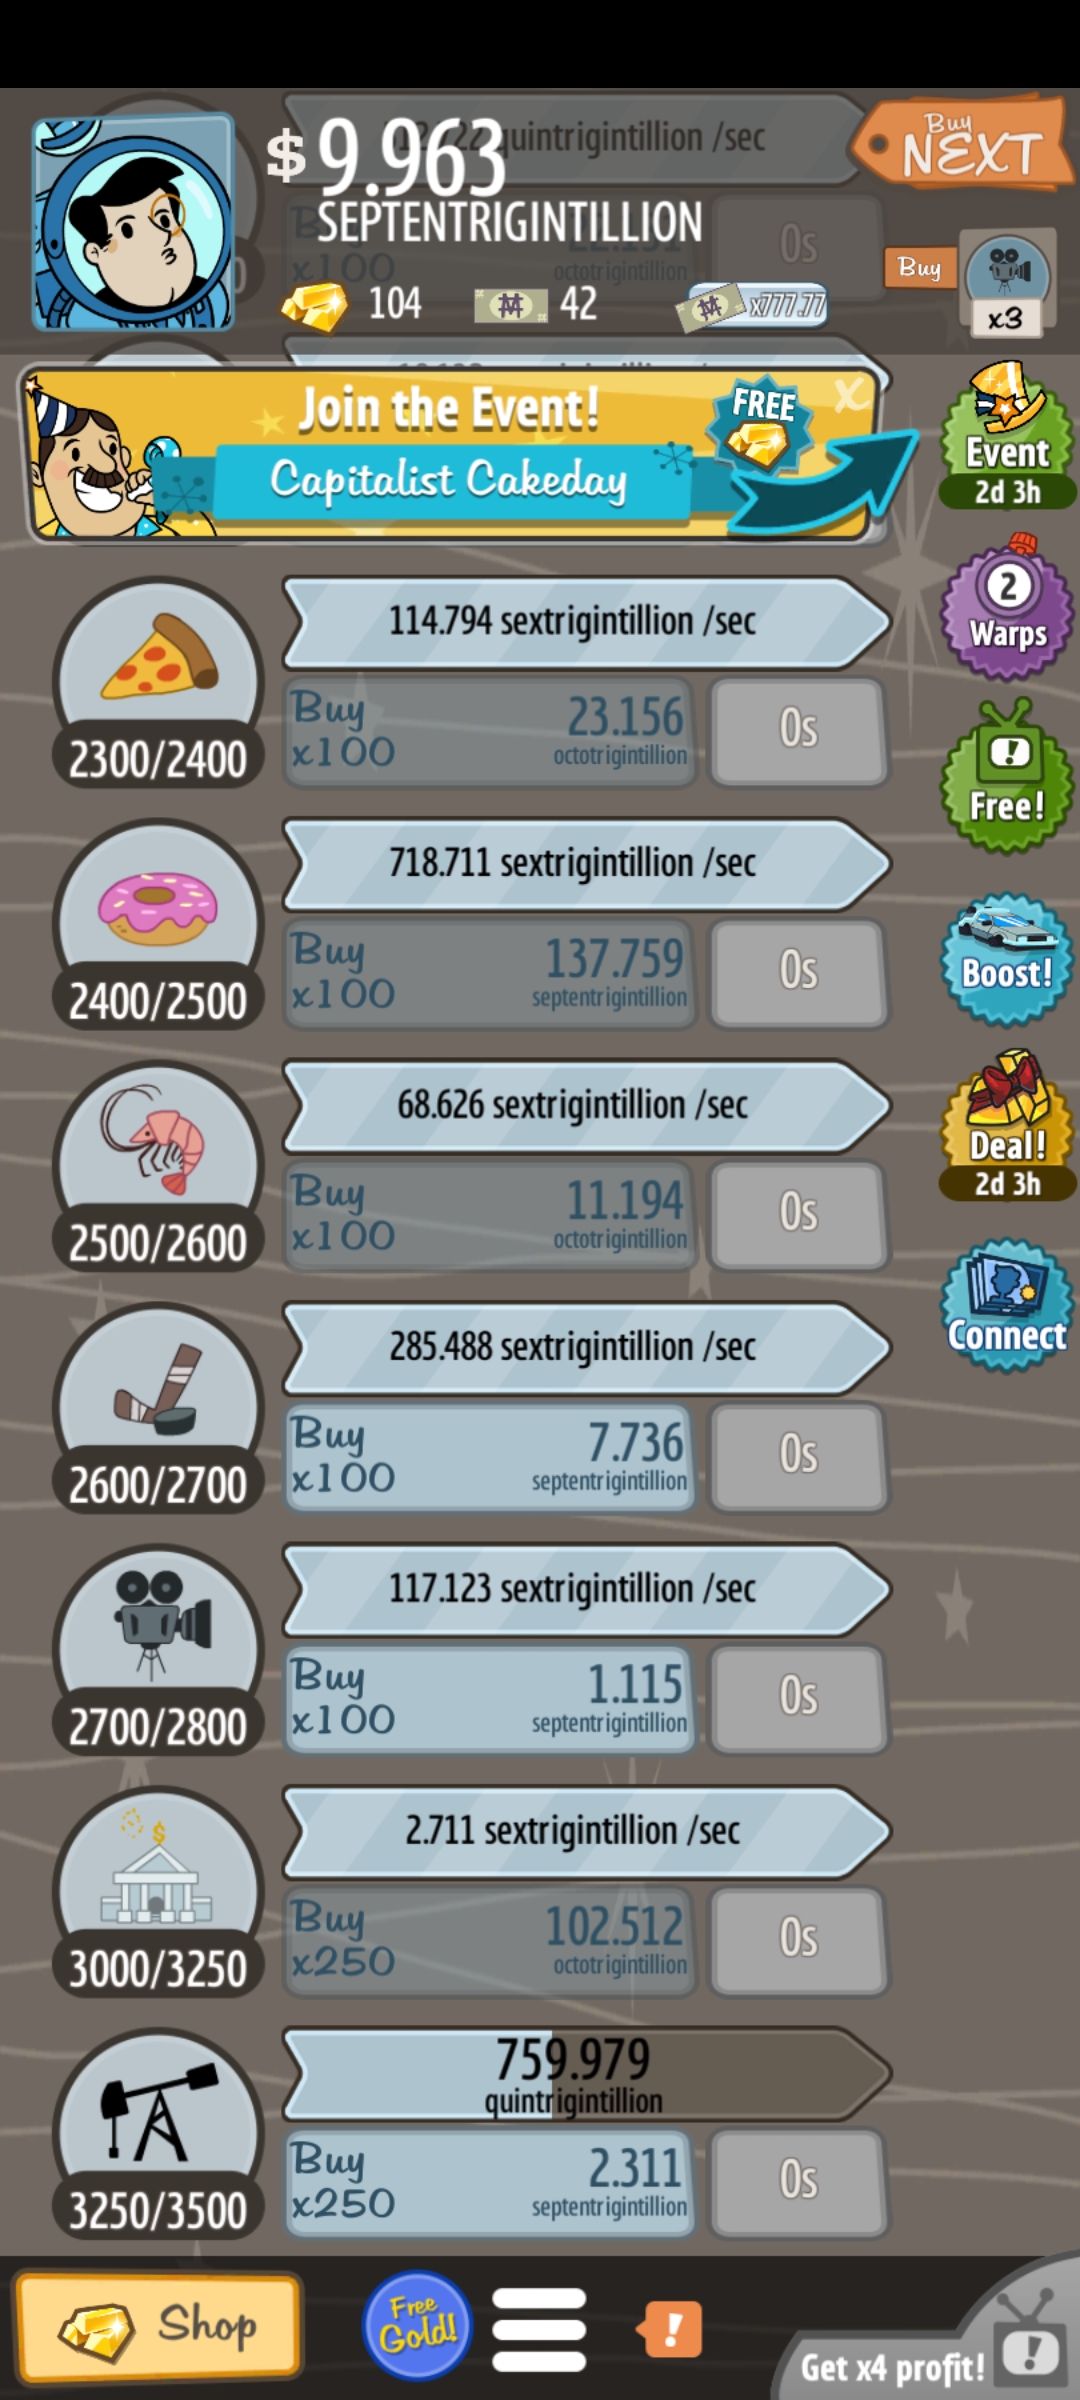 quintrigintillion /sec
$9.963
SEPTENTRIGINTILLION
Buy
NEXT
x100
octotrigintillion
0s
104
42
x777.77
Buy
x3
Join the Event!
Capitalist Cakeday
FREE
X
Event
2d 3h
114.794 sextrigintillion /sec
Buy
x100
23.156
octotrigintillion
0s
2300/2400
2
Warps
Free!
718.711 sextrigintillion /sec
Buy
x100
137.759
septentrigintillion
0s
2400/2500
Boost!
68.626 sextrigintillion /sec
Buy
x100
11.194
octotrigintillion
0s
2500/2600
Deal!
2d 3h
285.488 sextrigintillion /sec
Buy
x100
7.736
septentrigintillion
0s
2600/2700
Connect
117.123 sextrigintillion /sec
Buy
x100
1.115
septentrigintillion
0s
2700/2800
2.711 sextrigintillion /sec
Buy
x250
102.512
octotrigintillion
0s
3000/3250
759.979
quintrigintillion
Buy
x250
2.311
septentrigintillion
0s
3250/3500
Shop
Free
Gold!
!
Get x4 profit!
!